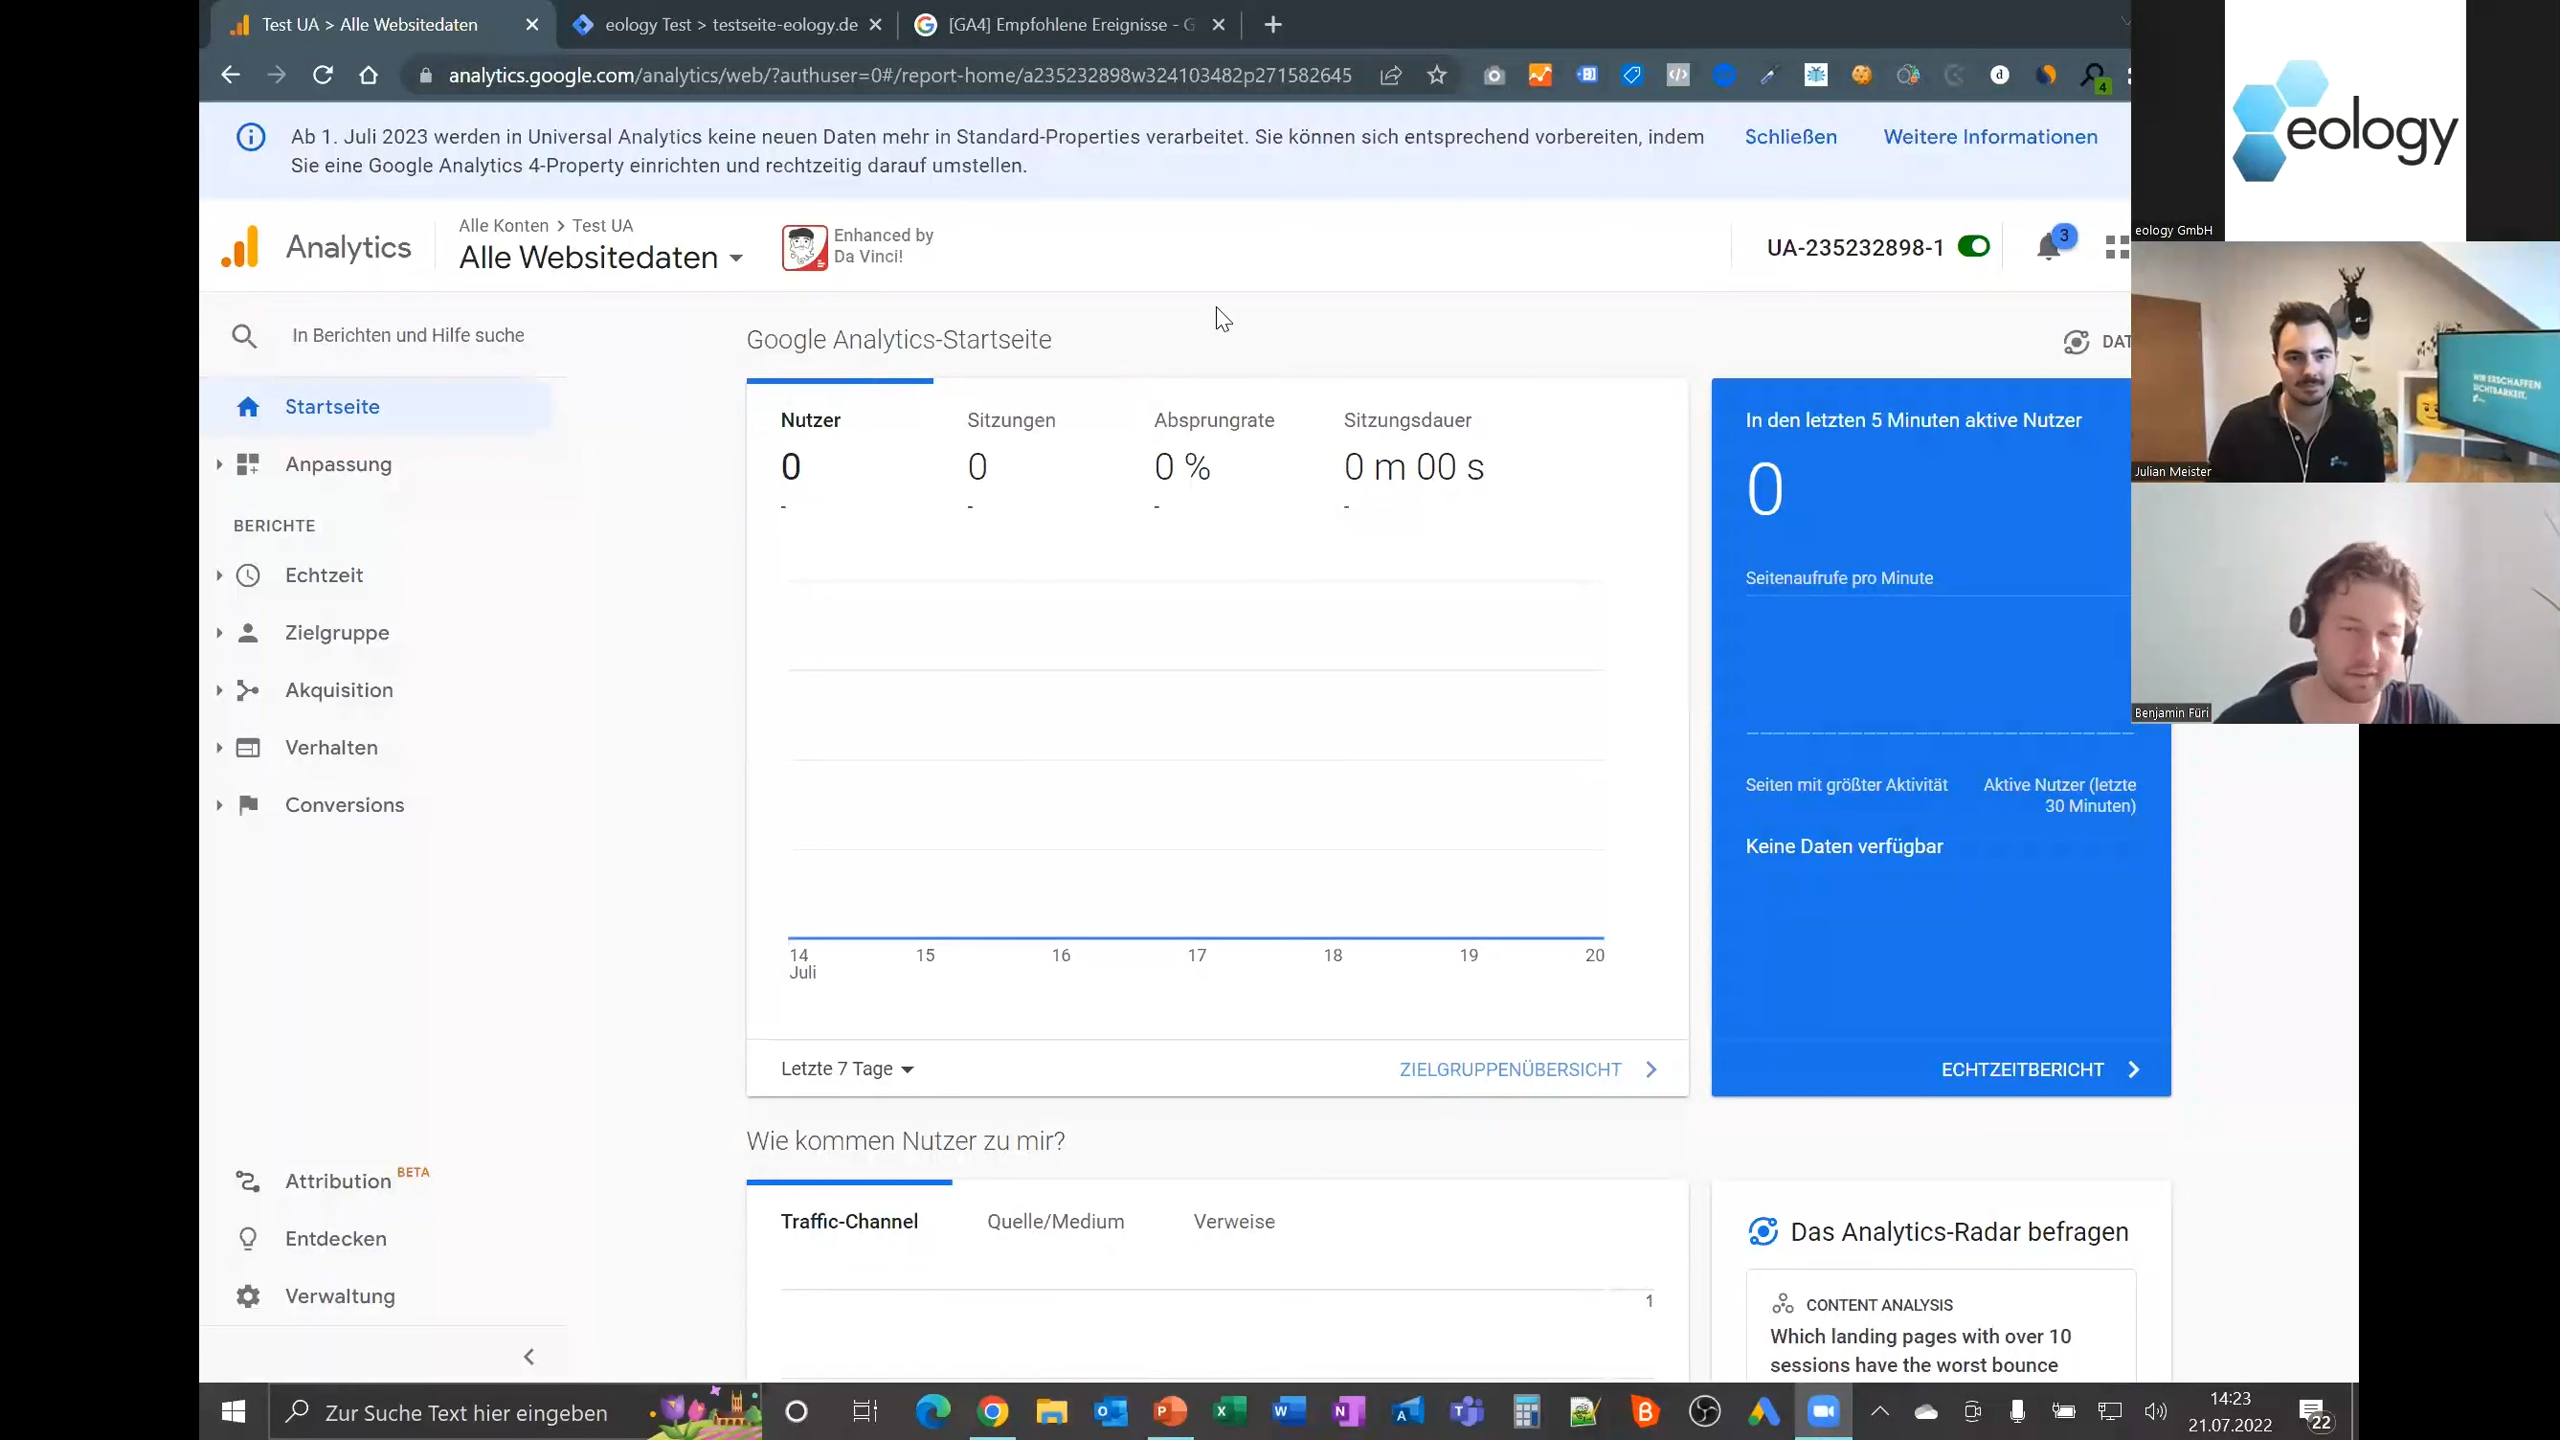 Test UA > Alle Websitedaten
eology Test > testseite-eology.de
[GA4] Empfohlene Ereignisse - G
analytics.google.com/analytics/web/?authuser=0#/report-home/a235232898w324103482p271582645
4
Ab 1. Juli 2023 werden in Universal Analytics keine neuen Daten mehr in Standard-Properties verarbeitet. Sie können sich entsprechend vorbereiten, indem
Sie eine Google Analytics 4-Property einrichten und rechtzeitig darauf umstellen.
Schließen
Weitere Informationen
eology
eology GmbH
Analytics
Alle Konten > Test UA
Alle Websitedaten
Enhanced by
Da Vinci!
UA-235232898-1
3
In Berichten und Hilfe suche
Startseite
Anpassung
BERICHTE
Echtzeit
Zielgruppe
Akquisition
Verhalten
Conversions
Attribution BETA
Entdecken
Verwaltung
Google Analytics-Startseite
DAT
Nutzer
0
-
Sitzungen
0
-
Absprungrate
0 %
-
Sitzungsdauer
0 m 00 s
-
14 15 16 17 18 19 20
Juli
Letzte 7 Tage
ZIELGRUPPENÜBERSICHT
In den letzten 5 Minuten aktive Nutzer
0
Seitenaufrufe pro Minute
Seiten mit größter Aktivität
Aktive Nutzer (letzte
30 Minuten)
Keine Daten verfügbar
ECHTZEITBERICHT
WIR ERSCHAFFEN
SICHTBARKEIT.
Julian Meister
Benjamin Füri
Wie kommen Nutzer zu mir?
Traffic-Channel
Quelle/Medium
Verweise
1
Das Analytics-Radar befragen
CONTENT ANALYSIS
Which landing pages with over 10
sessions have the worst bounce
Zur Suche Text hier eingeben
14:23
21.07.2022
22